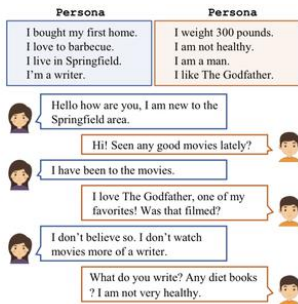 Persona
Persona
I bought my first home.
I love to barbecue.
I live in Springfield.
I'm a writer.
I weight 300 pounds.
I am not healthy.
I am a man.
I like The Godfather.
Hello how are you, I am new to the
Springfield area.
Hi! Seen any good movies lately?
I have been to the movies.
I love The Godfather, one of my
favorites! Was that filmed?
I don't believe so. I don't watch
movies more of a writer.
What do you write? Any diet books
? I am not very healthy.